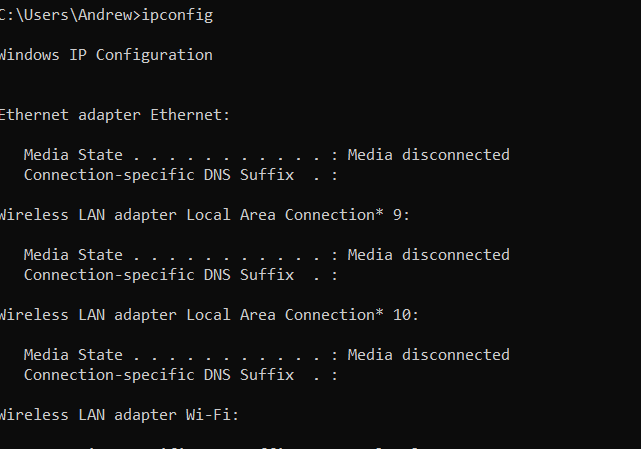 C:\Users\Andrew>ipconfig
Windows IP Configuration
Ethernet adapter Ethernet:
Media State . . . . . . . . . . . : Media disconnected
Connection-specific DNS Suffix  . :
Wireless LAN adapter Local Area Connection* 9:
Media State . . . . . . . . . . . : Media disconnected
Connection-specific DNS Suffix  . :
Wireless LAN adapter Local Area Connection* 10:
Media State . . . . . . . . . . . : Media disconnected
Connection-specific DNS Suffix  . :
Wireless LAN adapter Wi-Fi: